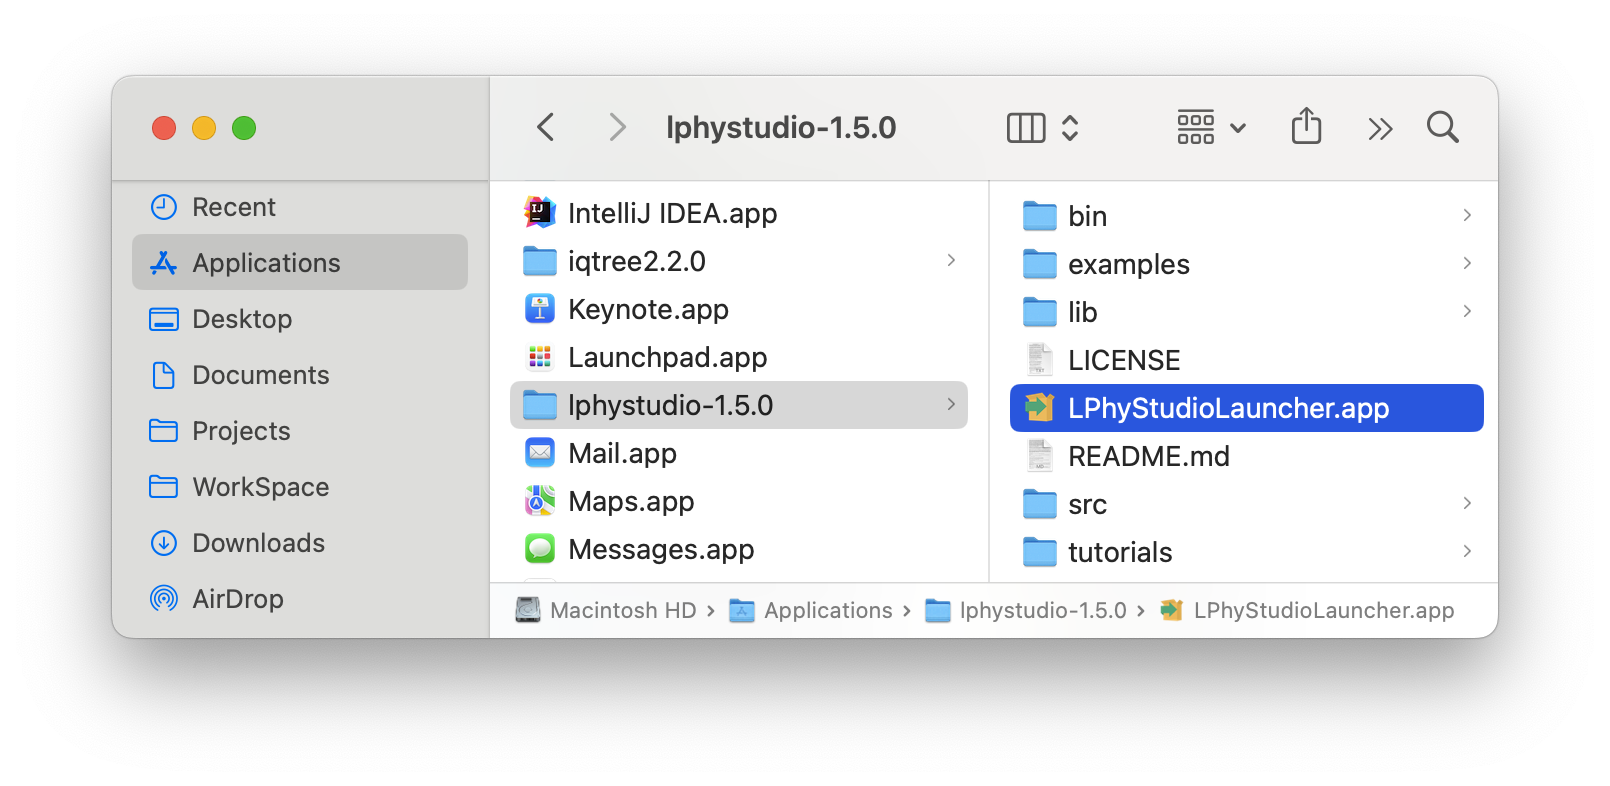 lphystudio-1.5.0
Recent
Applications
Desktop
Documents
Projects
WorkSpace
Downloads
AirDrop
IntelliJ IDEA.app
iqtree2.2.0
Keynote.app
Launchpad.app
lphystudio-1.5.0
Mail.app
Maps.app
Messages.app
bin
examples
lib
LICENSE
LPhyStudioLauncher.app
README.md
src
tutorials
Macintosh HD › Applications › lphystudio-1.5.0 › LPhyStudioLauncher.app